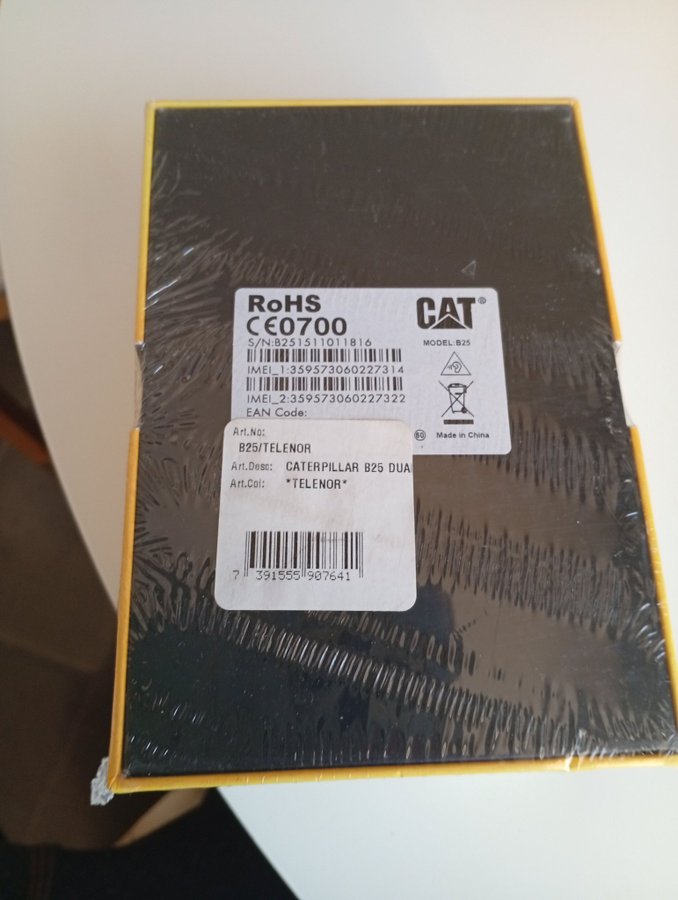 RoHS
CE0700
S/N:B251511011816
IMEI_1:359573060227314
IMEI_2:359573060227322
EAN Code:
CAT®
MODEL:B25
60
Made in China
Art.No:
B25/TELENOR
Art.Desc: CATERPILLAR B25 DUA
Art.Col: *TELENOR*
7 391555 907641